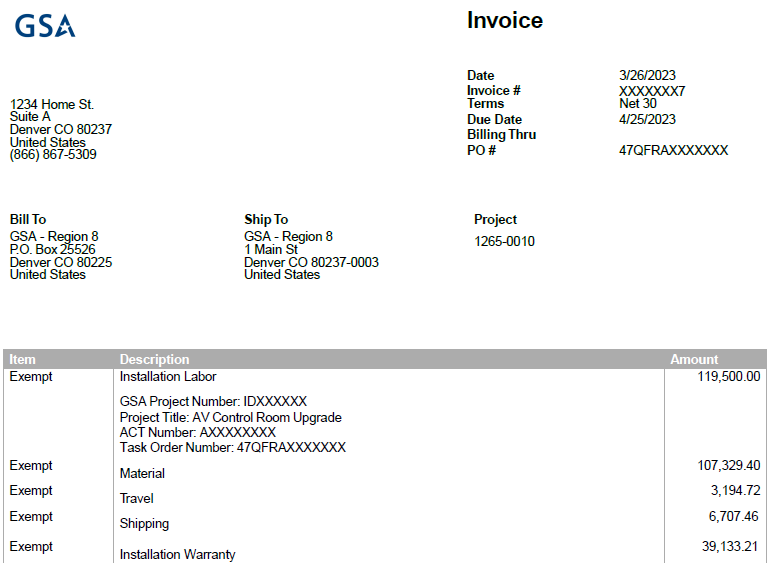 GSA
Invoice
Date 3/26/2023
Invoice # XXXXXXX7
Terms Net 30
Due Date 4/25/2023
Billing Thru
PO # 47QFRAXXXXXXX
1234 Home St.
Suite A
Denver CO 80237
United States
(866) 867-5309
Bill To
GSA - Region 8
P.O. Box 25526
Denver CO 80225
United States
Ship To
GSA - Region 8
1 Main St
Denver CO 80237-0003
United States
Project
1265-0010
Item Description Amount
Exempt Installation Labor 119,500.00
GSA Project Number: IDXXXXXX
Project Title: AV Control Room Upgrade
ACT Number: AXXXXXXXX
Task Order Number: 47QFRAXXXXXXX
Exempt Material 107,329.40
Exempt Travel 3,194.72
Exempt Shipping 6,707.46
Exempt Installation Warranty 39,133.21